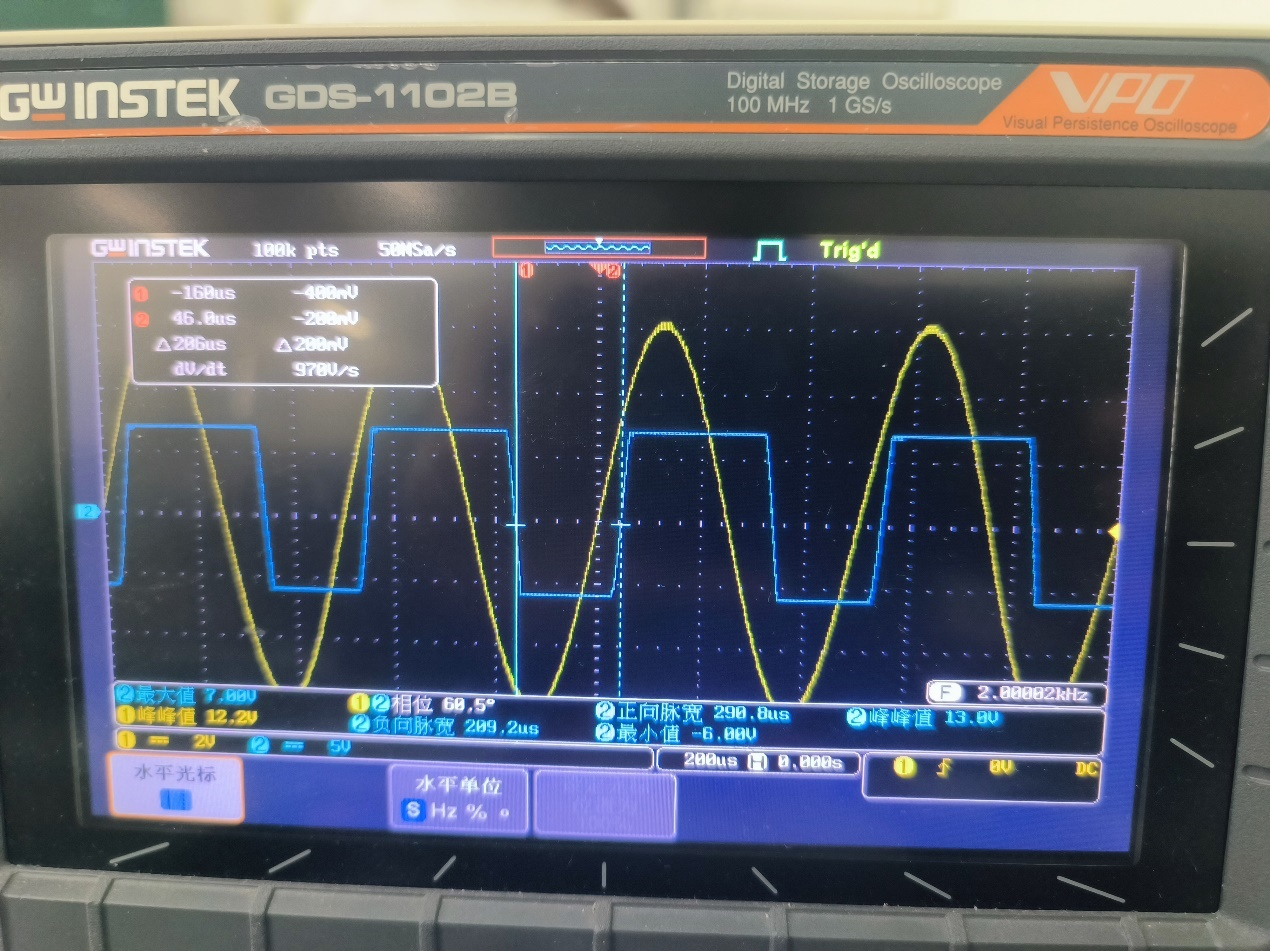 GW INSTEK GDS-1102B Digital Storage Oscilloscope
100 MHz 1 GS/s
VPO
Visual Persistence Oscilloscope
GW INSTEK 100k pts 50MSa/s Trig'd
1 2
1 -160us -400mV
2 46.0us -200mV
△206us △200mV
dV/dt 970V/s
2
F 2.00002kHz
2最大值 7.00V 12相位 60.5° 2正向脉宽 290.8us 2峰峰值 13.0V
1峰峰值 12.2V 2负向脉宽 209.2us 2最小值 -6.00V
1 2V 2 5V 200us H 0.000s 1 0V DC
水平光标 水平单位
S Hz % °